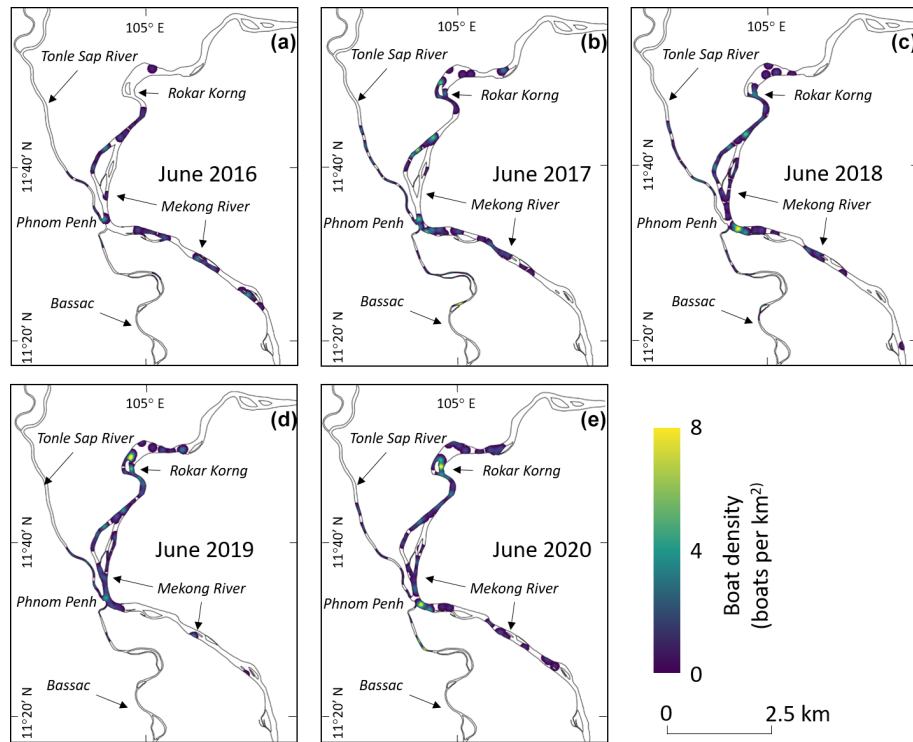 105° E
(a)
Tonle Sap River
Rokar Korng
11°40′ N
June 2016
Mekong River
Phnom Penh
Bassac
11°20′ N
105° E
(b)
Tonle Sap River
Rokar Korng
11°40′ N
June 2017
Mekong River
Phnom Penh
Bassac
11°20′ N
105° E
(c)
Tonle Sap River
Rokar Korng
11°40′ N
June 2018
Mekong River
Phnom Penh
Bassac
11°20′ N
105° E
(d)
Tonle Sap River
Rokar Korng
11°40′ N
June 2019
Mekong River
Phnom Penh
Bassac
11°20′ N
105° E
(e)
Tonle Sap River
Rokar Korng
11°40′ N
June 2020
Mekong River
Phnom Penh
Bassac
11°20′ N
8
4
0
Boat density
(boats per km²)
0 2.5 km